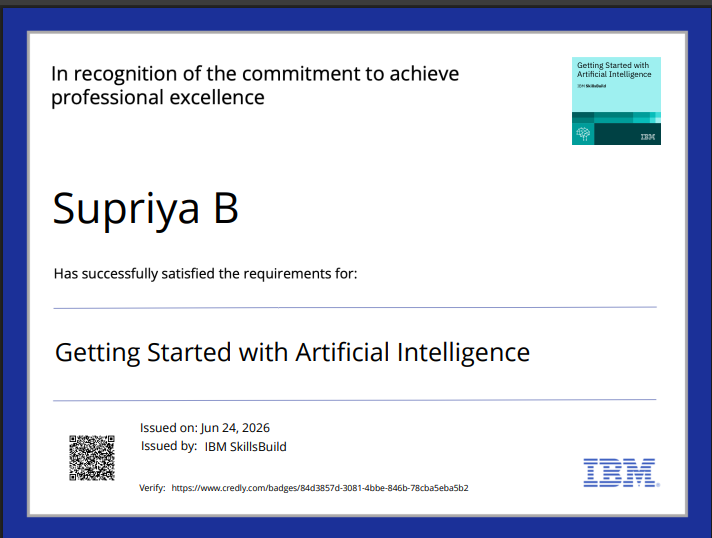 In recognition of the commitment to achieve
professional excellence
Getting Started with
Artificial Intelligence
IBM SkillsBuild
IBM
Supriya B
Has successfully satisfied the requirements for:
Getting Started with Artificial Intelligence
Issued on: Jun 24, 2026
Issued by: IBM SkillsBuild
Verify: https://www.credly.com/badges/84d3857d-3081-4bbe-846b-78cba5eba5b2
IBM